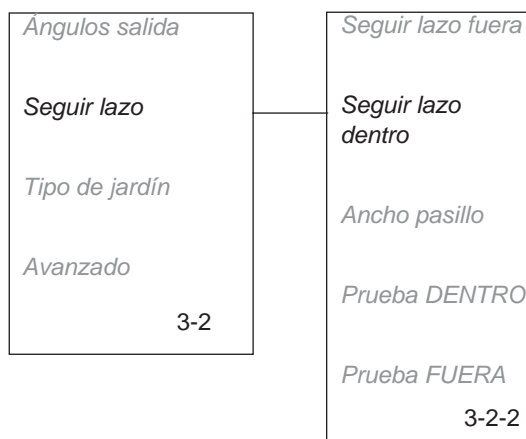 Ángulos salida
Seguir lazo
Tipo de jardín
Avanzado
3-2
Seguir lazo fuera
Seguir lazo
dentro
Ancho pasillo
Prueba DENTRO
Prueba FUERA
3-2-2